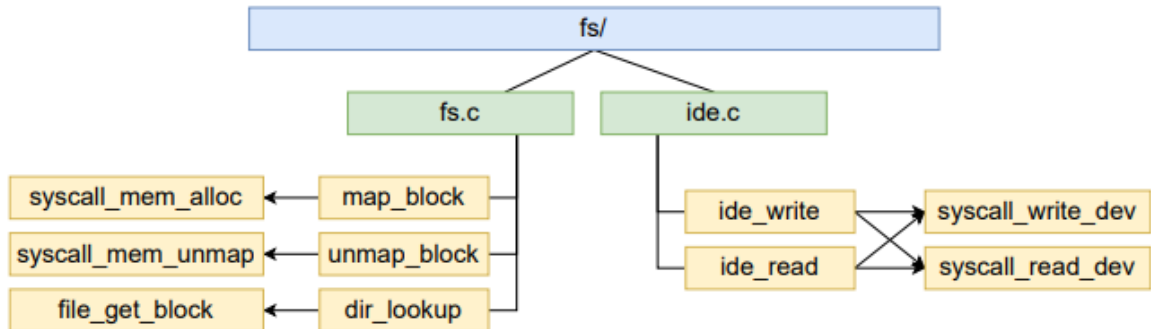 fs/
fs.c
ide.c
syscall_mem_alloc
map_block
syscall_mem_unmap
unmap_block
file_get_block
dir_lookup
ide_write
syscall_write_dev
ide_read
syscall_read_dev